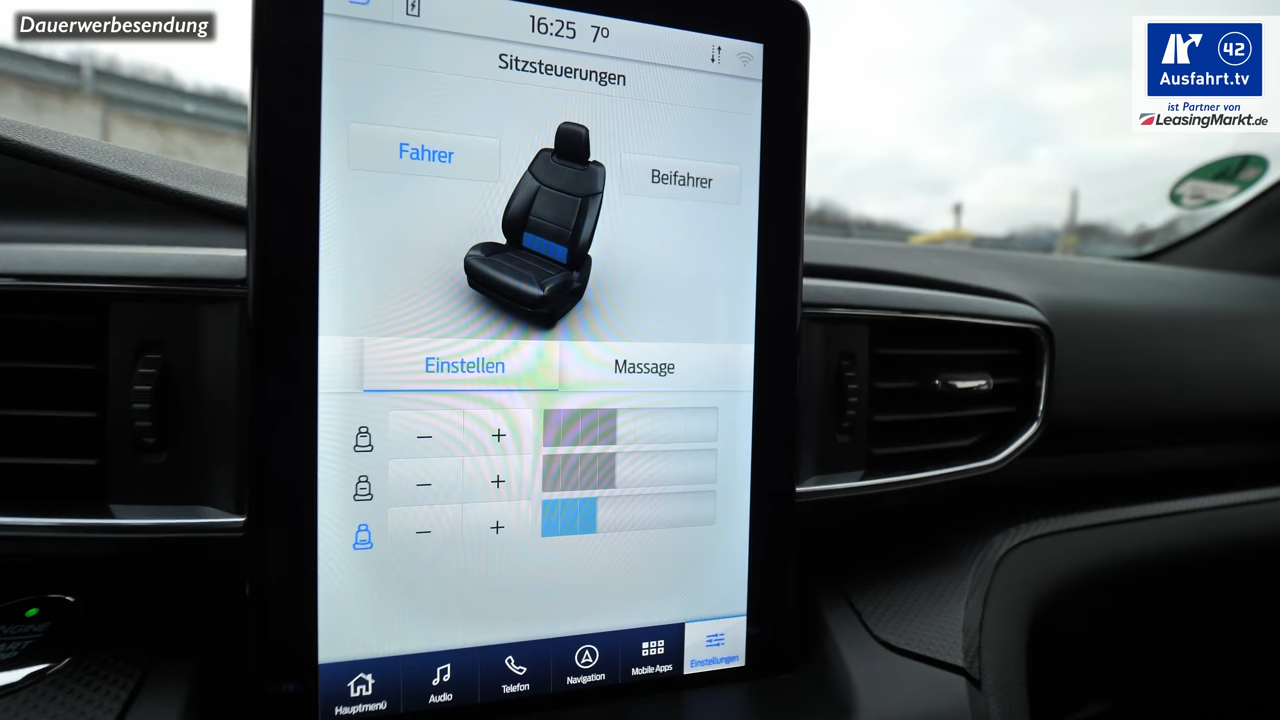 Dauerwerbesendung
16:25 7°
Sitzsteuerungen
Fahrer
Beifahrer
Einstellen
Massage
− +
− +
− +
Hauptmenü
Audio
Telefon
Navigation
Mobile Apps
Einstellungen
42
Ausfahrt.tv
ist Partner von
LeasingMarkt.de